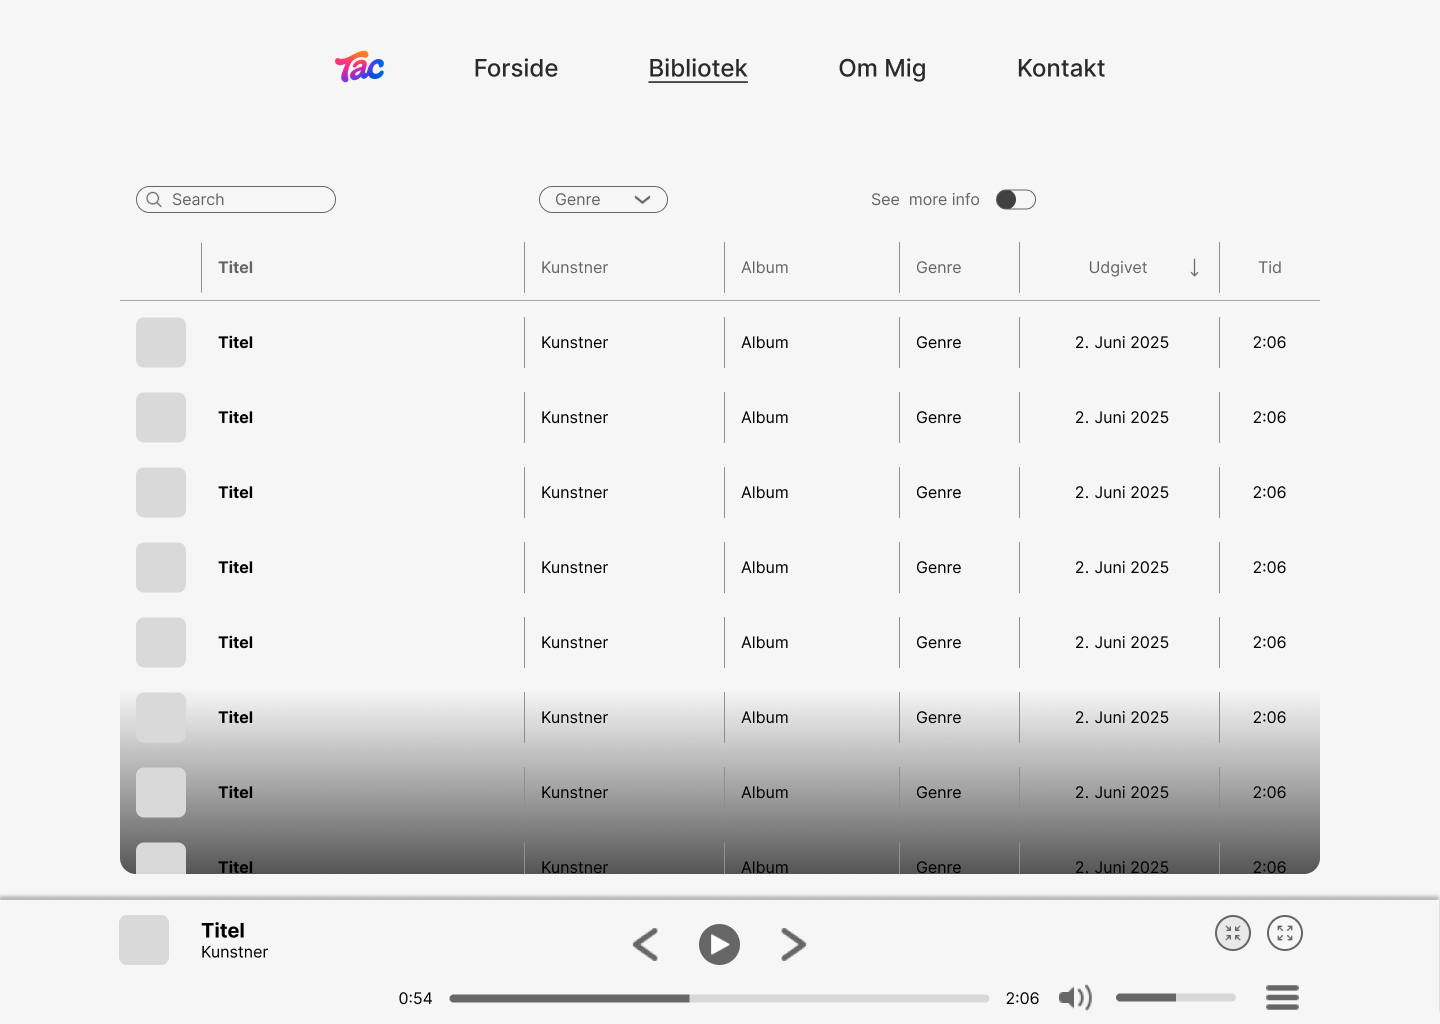 Tac Forside Bibliotek Om Mig Kontakt
Search Genre See more info
Titel Kunstner Album Genre Udgivet ↓ Tid
Titel Kunstner Album Genre 2. Juni 2025 2:06
Titel Kunstner Album Genre 2. Juni 2025 2:06
Titel Kunstner Album Genre 2. Juni 2025 2:06
Titel Kunstner Album Genre 2. Juni 2025 2:06
Titel Kunstner Album Genre 2. Juni 2025 2:06
Titel Kunstner Album Genre 2. Juni 2025 2:06
Titel Kunstner Album Genre 2. Juni 2025 2:06
Titel Kunstner Album Genre 2. Juni 2025 2:06
Titel
Kunstner
0:54 2:06